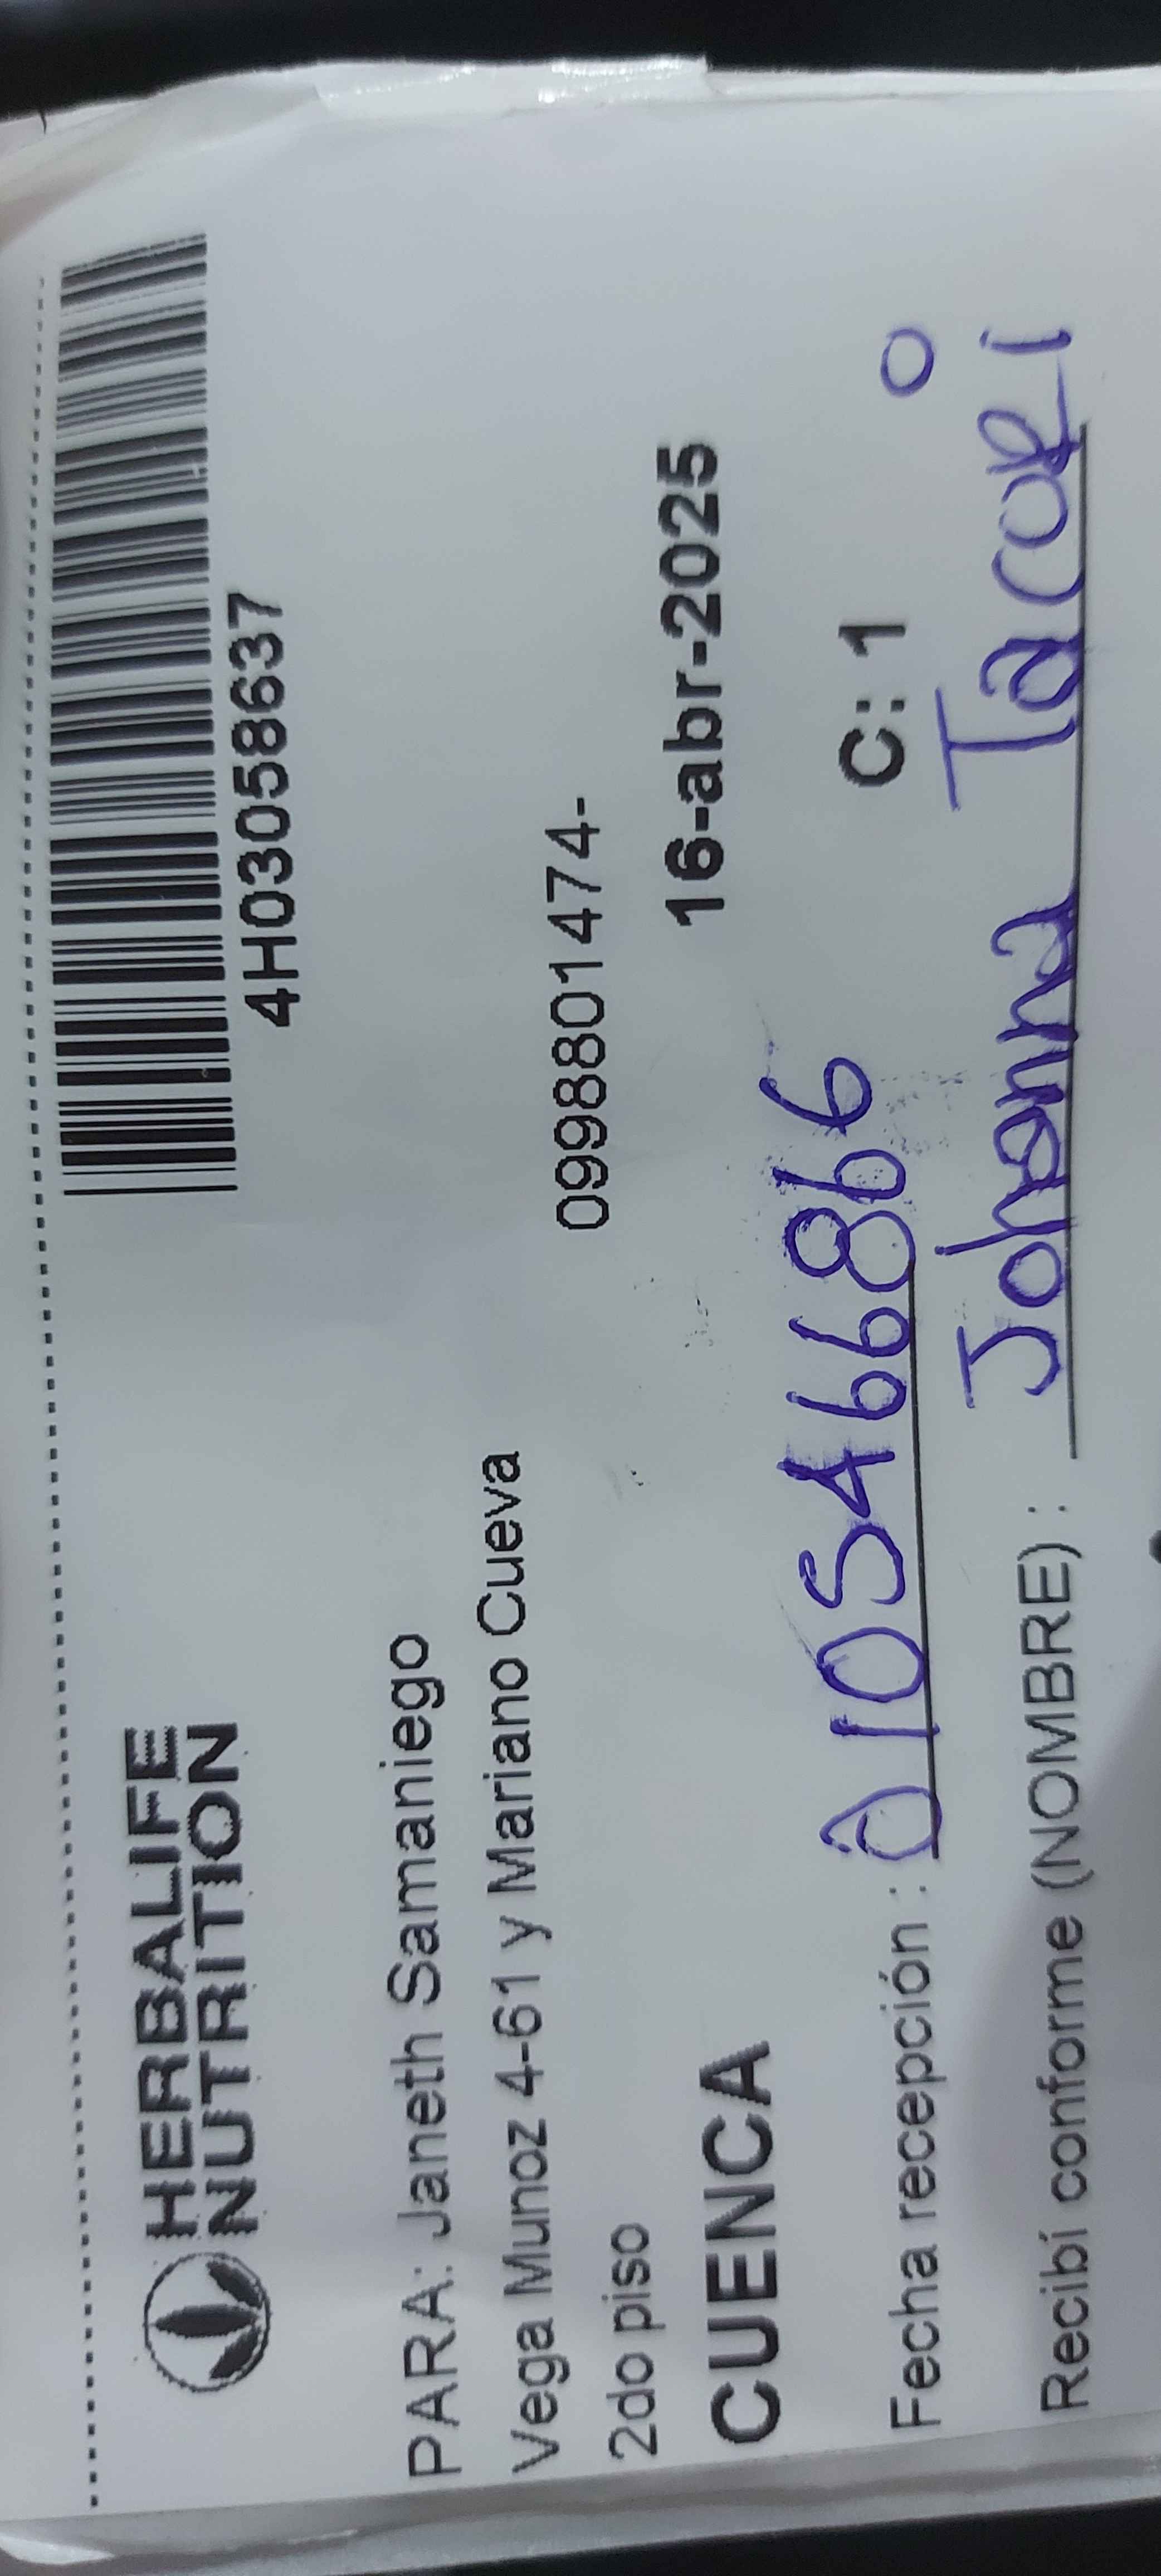 HERBALIFE
NUTRITION
4H03058637
PARA: Janeth Samaniego
Vega Munoz 4-61 y Mariano Cueva
2do piso
0998801474-
CUENCA
16-abr-2025
Fecha recepción : 0105466866
C: 1
Recibí conforme (NOMBRE) : Johanna Tacuri